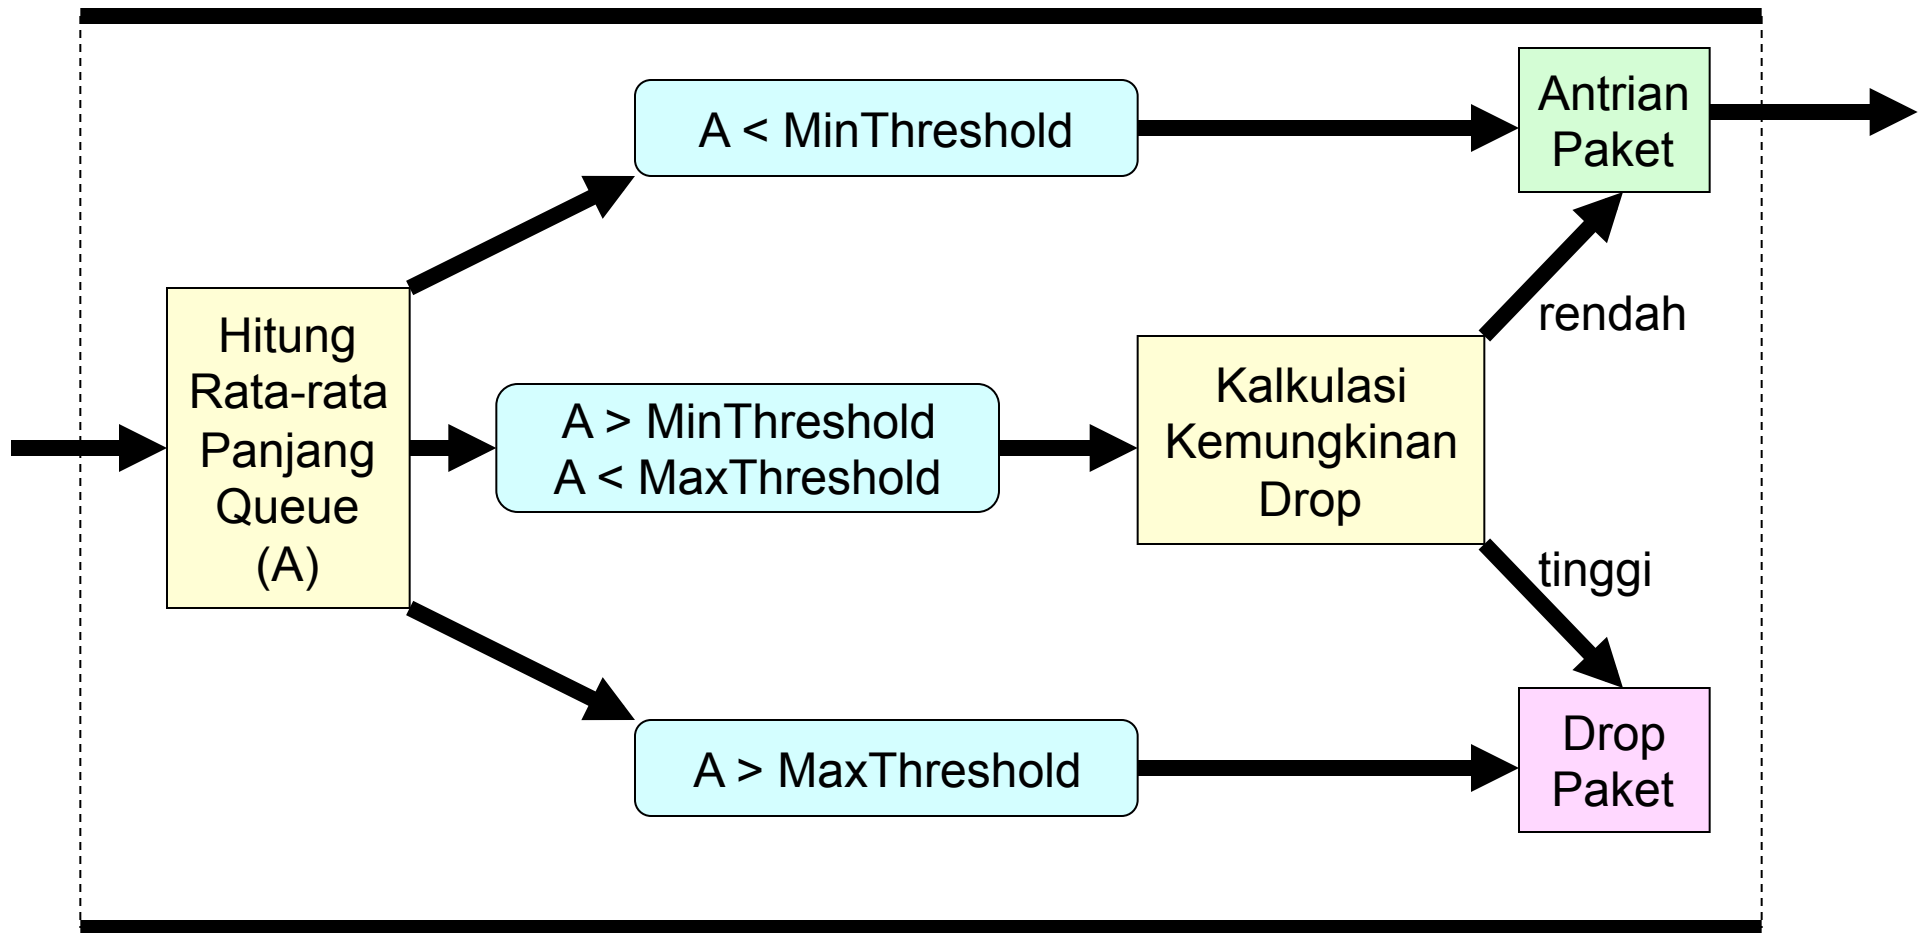 A < MinThreshold
Antrian
Paket
Hitung
Rata-rata
Panjang
Queue
(A)
A > MinThreshold
A < MaxThreshold
Kalkulasi
Kemungkinan
Drop
rendah
tinggi
A > MaxThreshold
Drop
Paket